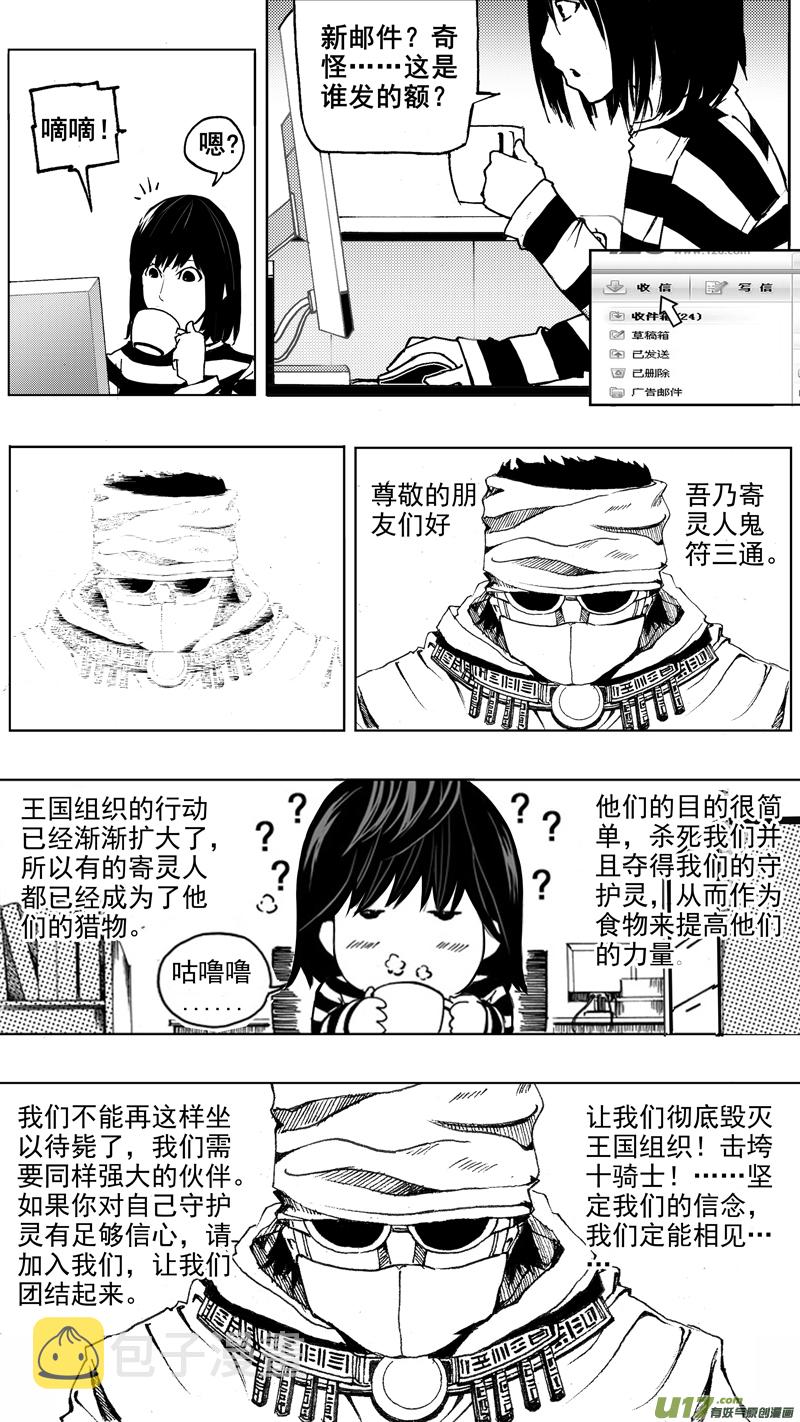 嘀嘀！
嗯？
新邮件？奇
怪……这是
谁发的额？
www.126.com
收信
写信
收件箱(24)
草稿箱
已发送
已删除
广告邮件
尊敬的朋
友们好
吾乃寄
灵人鬼
符三通。
王国组织的行动
已经渐渐扩大了，
所以有的寄灵人
都已经成为了他
们的猎物。
？
？
？
？
？
？
咕噜噜
……
他们的目的很简
单，杀死我们并
且夺得我们的守
护灵，从而作为
食物来提高他们
的力量。
我们不能再这样坐
以待毙了，我们需
要同样强大的伙伴。
如果你对自己守护
灵有足够信心，请
加入我们，让我们
团结起来。
让我们彻底毁灭
王国组织！击垮
十骑士！……坚
定我们的信念，
我们定能相见…
…
包子漫畫
U17.com
有妖气原创漫画